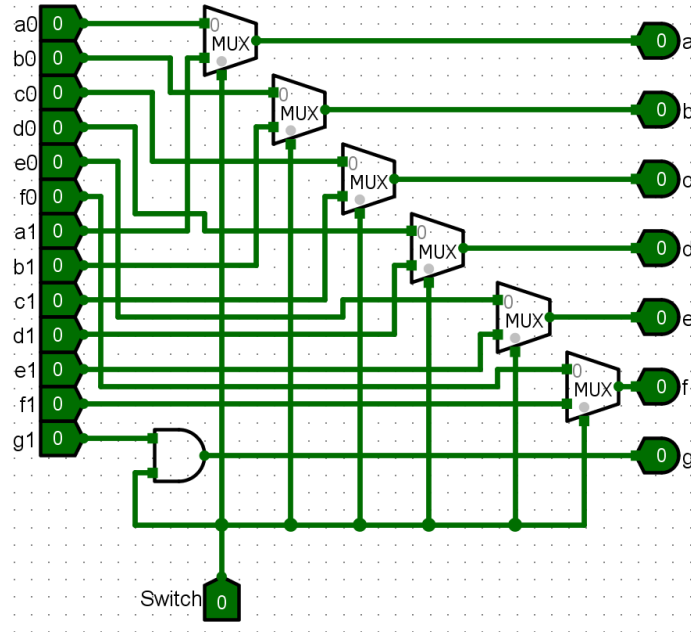 a0 0 0
MUX 0 a
b0 0
c0 0 0
MUX 0 b
d0 0
e0 0 0
MUX 0 c
f0 0
a1 0 0
MUX 0 d
b1 0
c1 0 0
MUX 0 e
d1 0
e1 0 0
MUX 0 f
f1 0
g1 0
0 g
Switch 0